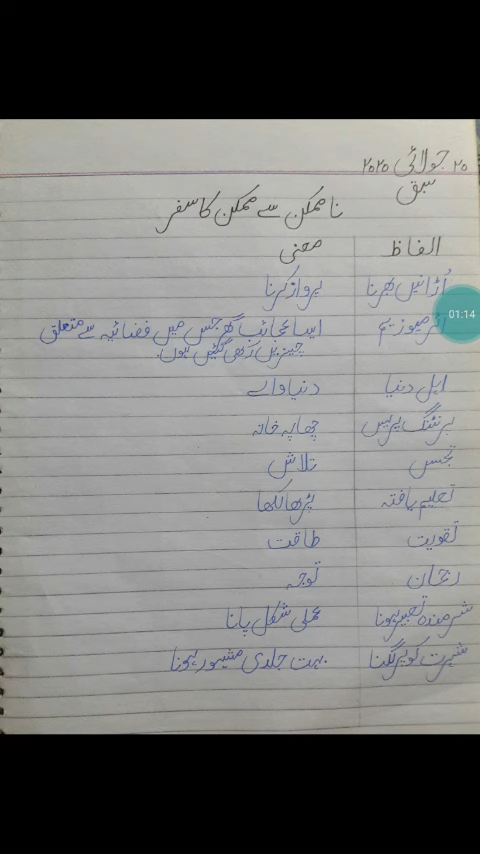 ۲۰ جولائی ۲۰۲۰
سبق
ناممکن سے ممکن کا سفر
الفاظ معنی
اُڑانیں بھرنا پرواز کرنا
01:14
ائر میوزیم ایسا عجائب گھر جس میں فضائیہ سے متعلق
چیزیں رکھی گئیں ہوں۔
اہل دنیا دنیا والے
پرنٹنگ پریس چھاپہ خانہ
تجسس تلاش
تعلیم یافتہ پڑھا لکھا
تقویت طاقت
رجحان توجہ
شرمندہ تعبیر ہونا عملی شکل پانا
شہرت کو پر لگنا بہت جلدی مشہور ہونا